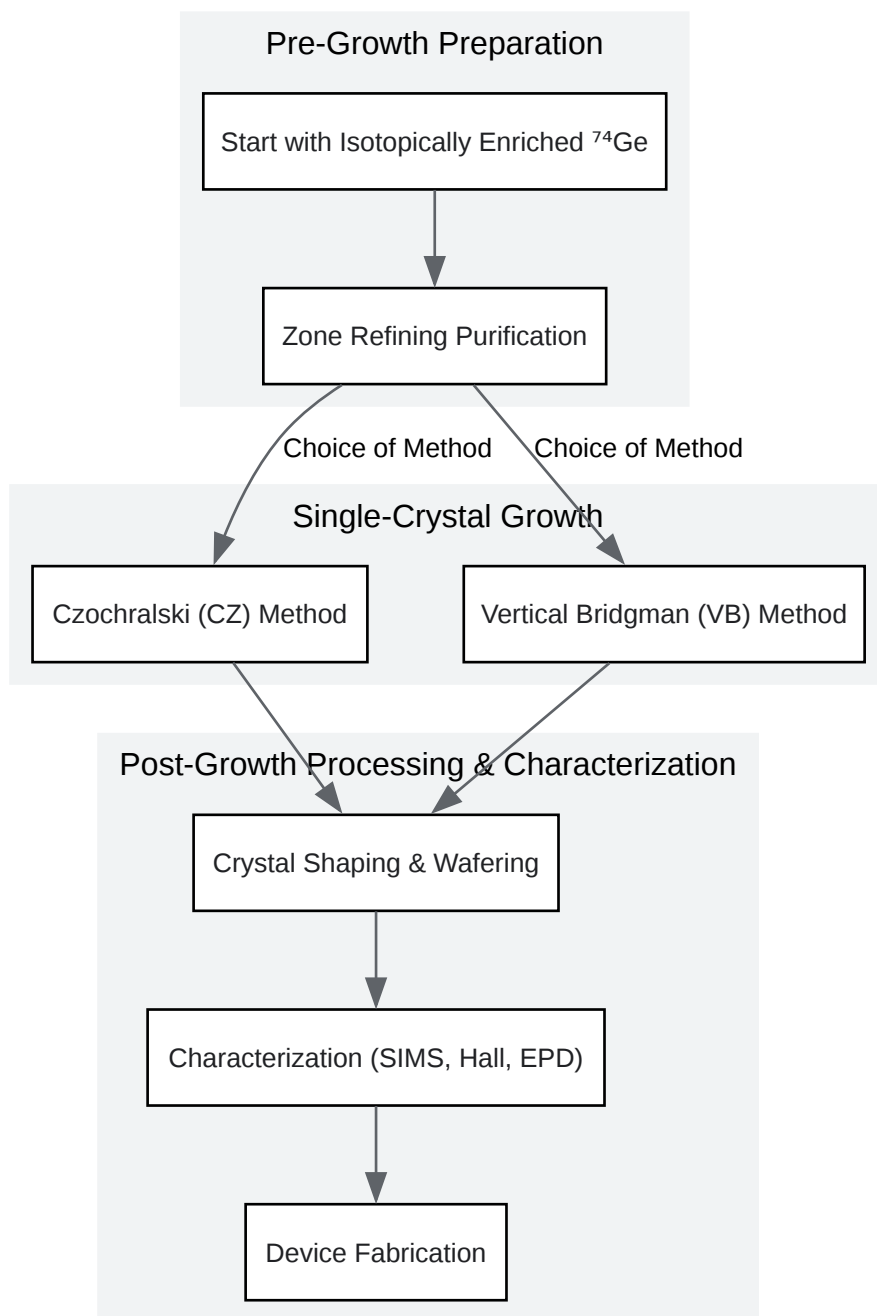 Pre-Growth Preparation
Start with Isotopically Enriched ⁷⁴Ge
Zone Refining Purification
Choice of Method
Choice of Method
Single-Crystal Growth
Czochralski (CZ) Method
Vertical Bridgman (VB) Method
Post-Growth Processing & Characterization
Crystal Shaping & Wafering
Characterization (SIMS, Hall, EPD)
Device Fabrication